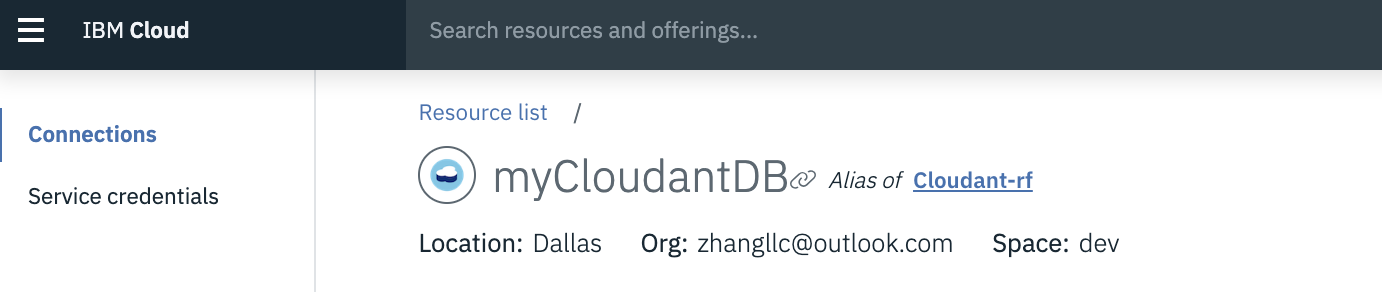 IBM Cloud
Search resources and offerings...
Connections
Service credentials
Resource list /
myCloudantDB Alias of Cloudant-rf
Location: Dallas Org: zhangllc@outlook.com Space: dev